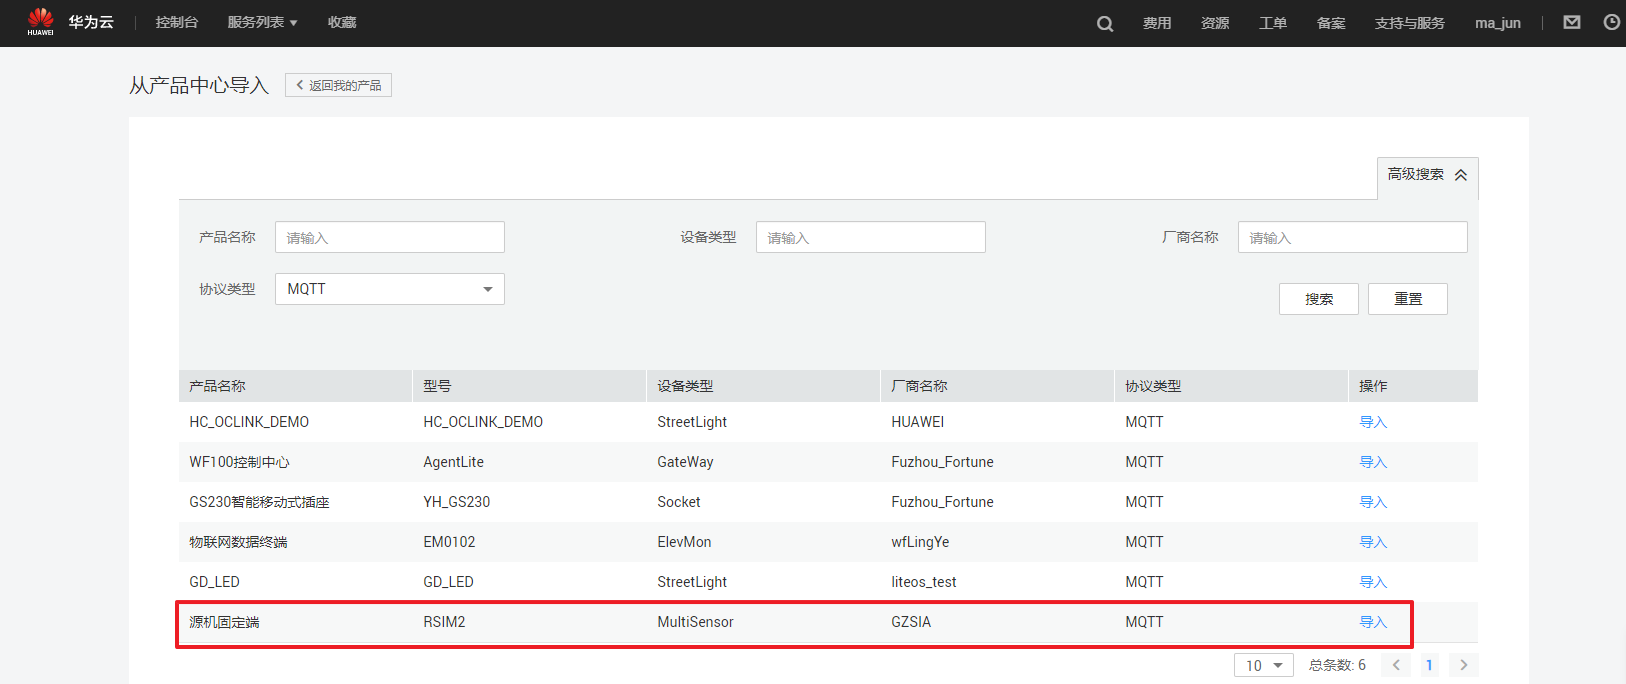 HUAWEI 华为云 控制台 服务列表 收藏 费用 资源 工单 备案 支持与服务 ma_jun
从产品中心导入 返回我的产品
高级搜索
产品名称 请输入 设备类型 请输入 厂商名称 请输入
协议类型 MQTT 搜索 重置
产品名称 型号 设备类型 厂商名称 协议类型 操作
HC_OCLINK_DEMO HC_OCLINK_DEMO StreetLight HUAWEI MQTT 导入
WF100控制中心 AgentLite GateWay Fuzhou_Fortune MQTT 导入
GS230智能移动式插座 YH_GS230 Socket Fuzhou_Fortune MQTT 导入
物联网数据终端 EM0102 ElevMon wfLingYe MQTT 导入
GD_LED GD_LED StreetLight liteos_test MQTT 导入
源机固定端 RSIM2 MultiSensor GZSIA MQTT 导入
10 总条数: 6 < 1 >